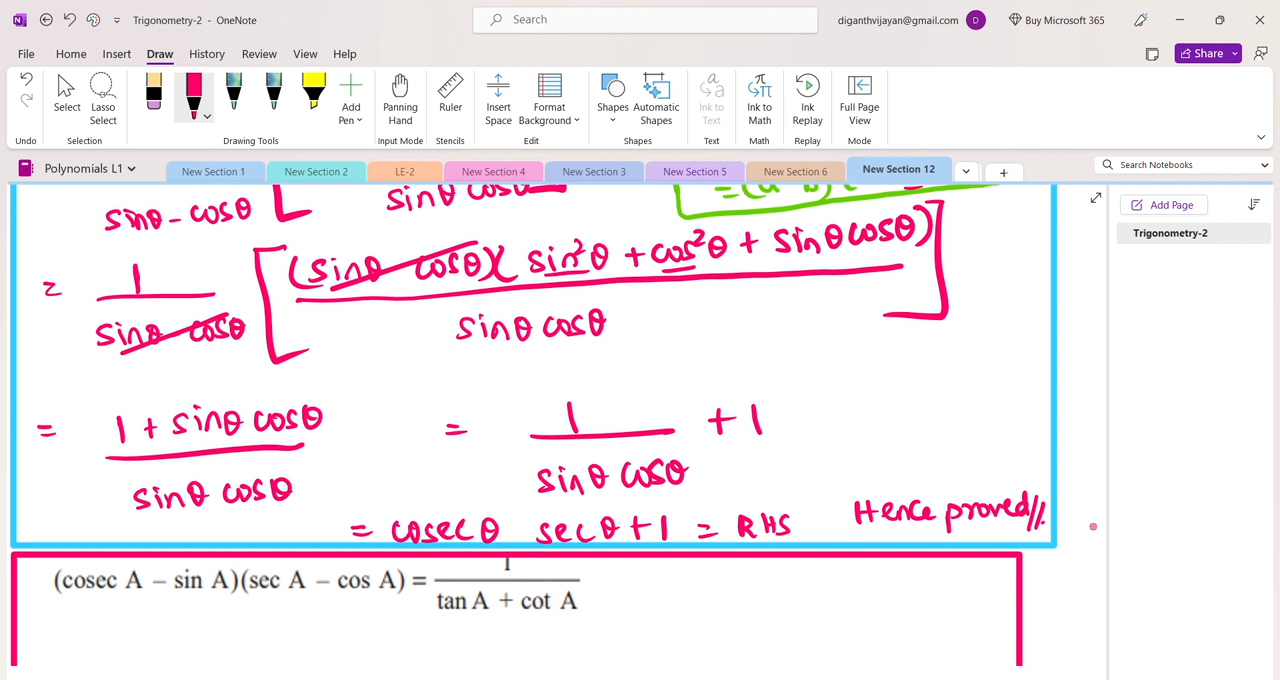 Trigonometry-2 - OneNote
Search
diganthvijayan@gmail.com
D
Buy Microsoft 365
File Home Insert Draw History Review View Help
Share
Undo
Select
Lasso Select
Add Pen
Panning Hand
Ruler
Insert Space
Format Background
Shapes
Automatic Shapes
Ink to Text
Ink to Math
Ink Replay
Full Page View
Undo Selection Drawing Tools Input Mode Stencils Edit Shapes Text Math Replay Mode
Polynomials L1
New Section 1 New Section 2 LE-2 New Section 4 New Section 3 New Section 5 New Section 6 New Section 12
Search Notebooks
Add Page
Trigonometry-2
sinθ - cosθ [ sinθ cosθ
= 1 / (sinθ - cosθ) [ (sinθ - cosθ)( sin²θ + cos²θ + sinθ cosθ) / sinθ cosθ ]
= (1 + sinθ cosθ) / (sinθ cosθ) = 1 / (sinθ cosθ) + 1
= cosec θ sec θ + 1 = RHS Hence proved//.
(cosec A – sin A)(sec A – cos A) = 1 / (tan A + cot A)